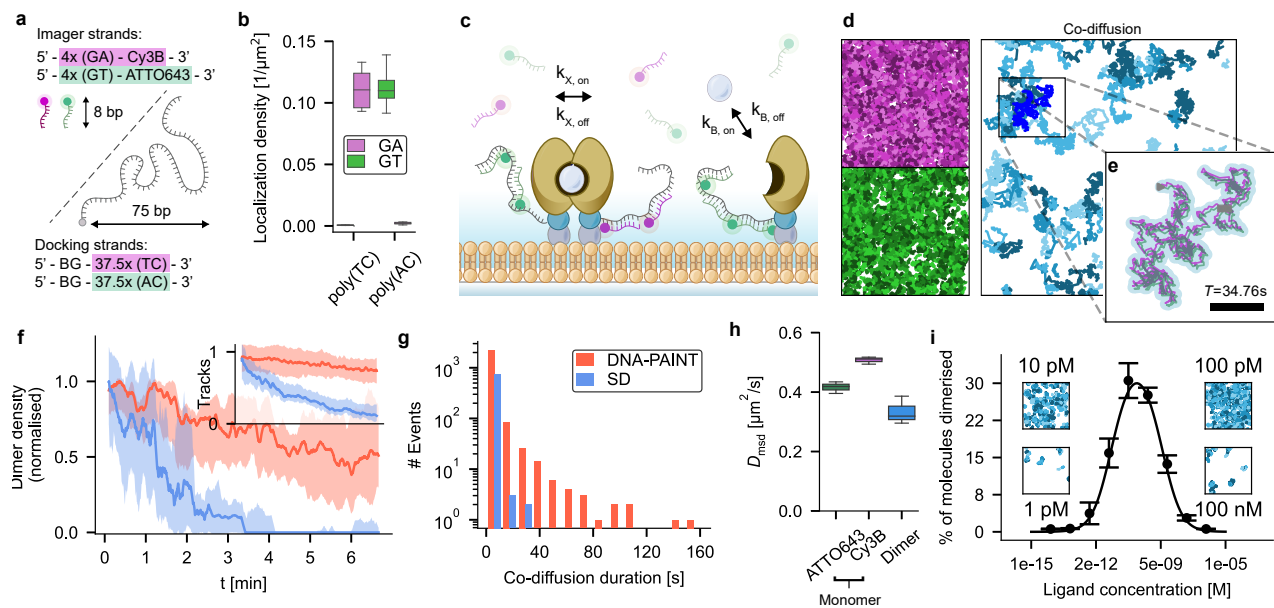 a
Imager strands:
5' - 4x (GA) - Cy3B - 3'
5' - 4x (GT) - ATTO643 - 3'
8 bp
75 bp
Docking strands:
5' - BG - 37.5x (TC) - 3'
5' - BG - 37.5x (AC) - 3'
b
Localization density [1/μm²]
0.15
0.10
0.05
0.00
GA
GT
poly(TC)
poly(AC)
c
k X, on
k X, off
k B, on
k B, off
d
Co-diffusion
e
T=34.76s
f
Dimer density
(normalised)
1.0
0.5
0.0
Tracks
1
0
0 1 2 3 4 5 6
t [min]
g
# Events
10³
10²
10¹
10⁰
DNA-PAINT
SD
0 40 80 120 160
Co-diffusion duration [s]
h
D msd [μm²/s]
0.6
0.4
0.2
0.0
ATTO643
Cy3B
Dimer
Monomer
i
% of molecules dimerised
30
22
15
8
0
10 pM
100 pM
1 pM
100 nM
1e-15 2e-12 5e-09 1e-05
Ligand concentration [M]